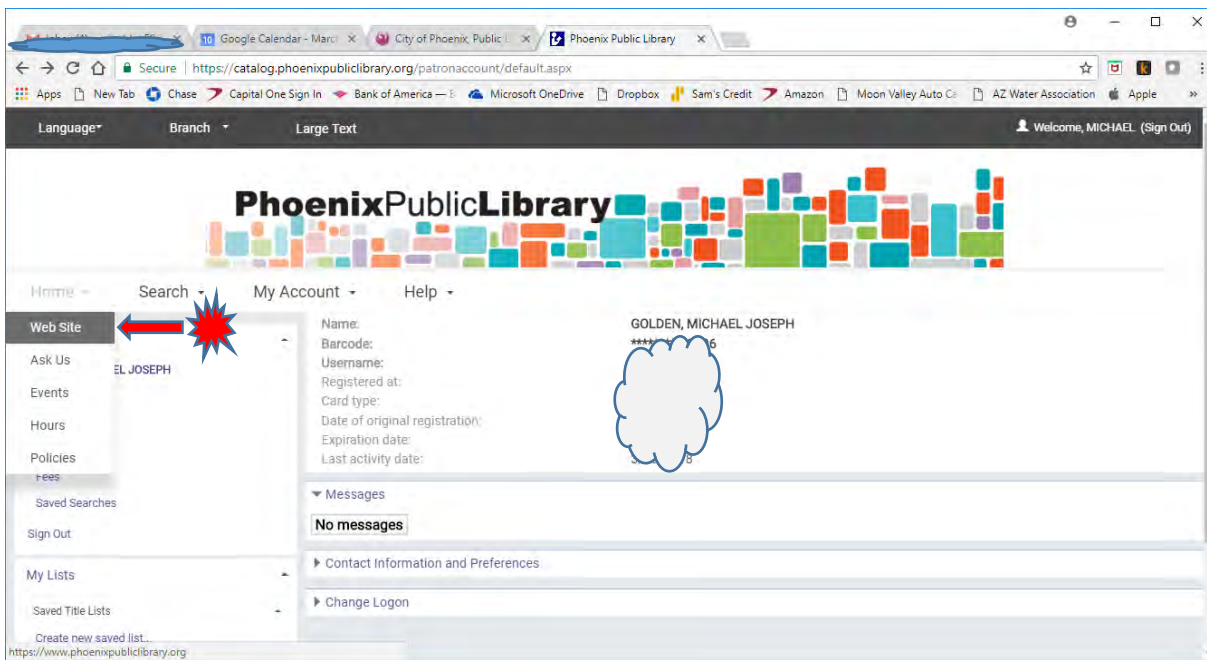 Google Calendar - Marc
City of Phoenix, Public L
Phoenix Public Library
Secure | https://catalog.phoenixpubliclibrary.org/patronaccount/default.aspx
Apps New Tab Chase Capital One Sign In Bank of America — Microsoft OneDrive Dropbox Sam's Credit Amazon Moon Valley Auto Ca AZ Water Association Apple »
Language Branch Large Text Welcome, MICHAEL (Sign Out)
PhoenixPublicLibrary
Home Search My Account Help
Web Site
Ask Us
EL JOSEPH
Events
Hours
Policies
Fees
Saved Searches
Sign Out
My Lists
Saved Title Lists
Create new saved list...
Name: GOLDEN, MICHAEL JOSEPH
Barcode:
Username:
Registered at:
Card type:
Date of original registration:
Expiration date:
Last activity date:
Messages
No messages
Contact Information and Preferences
Change Logon
https://www.phoenixpubliclibrary.org